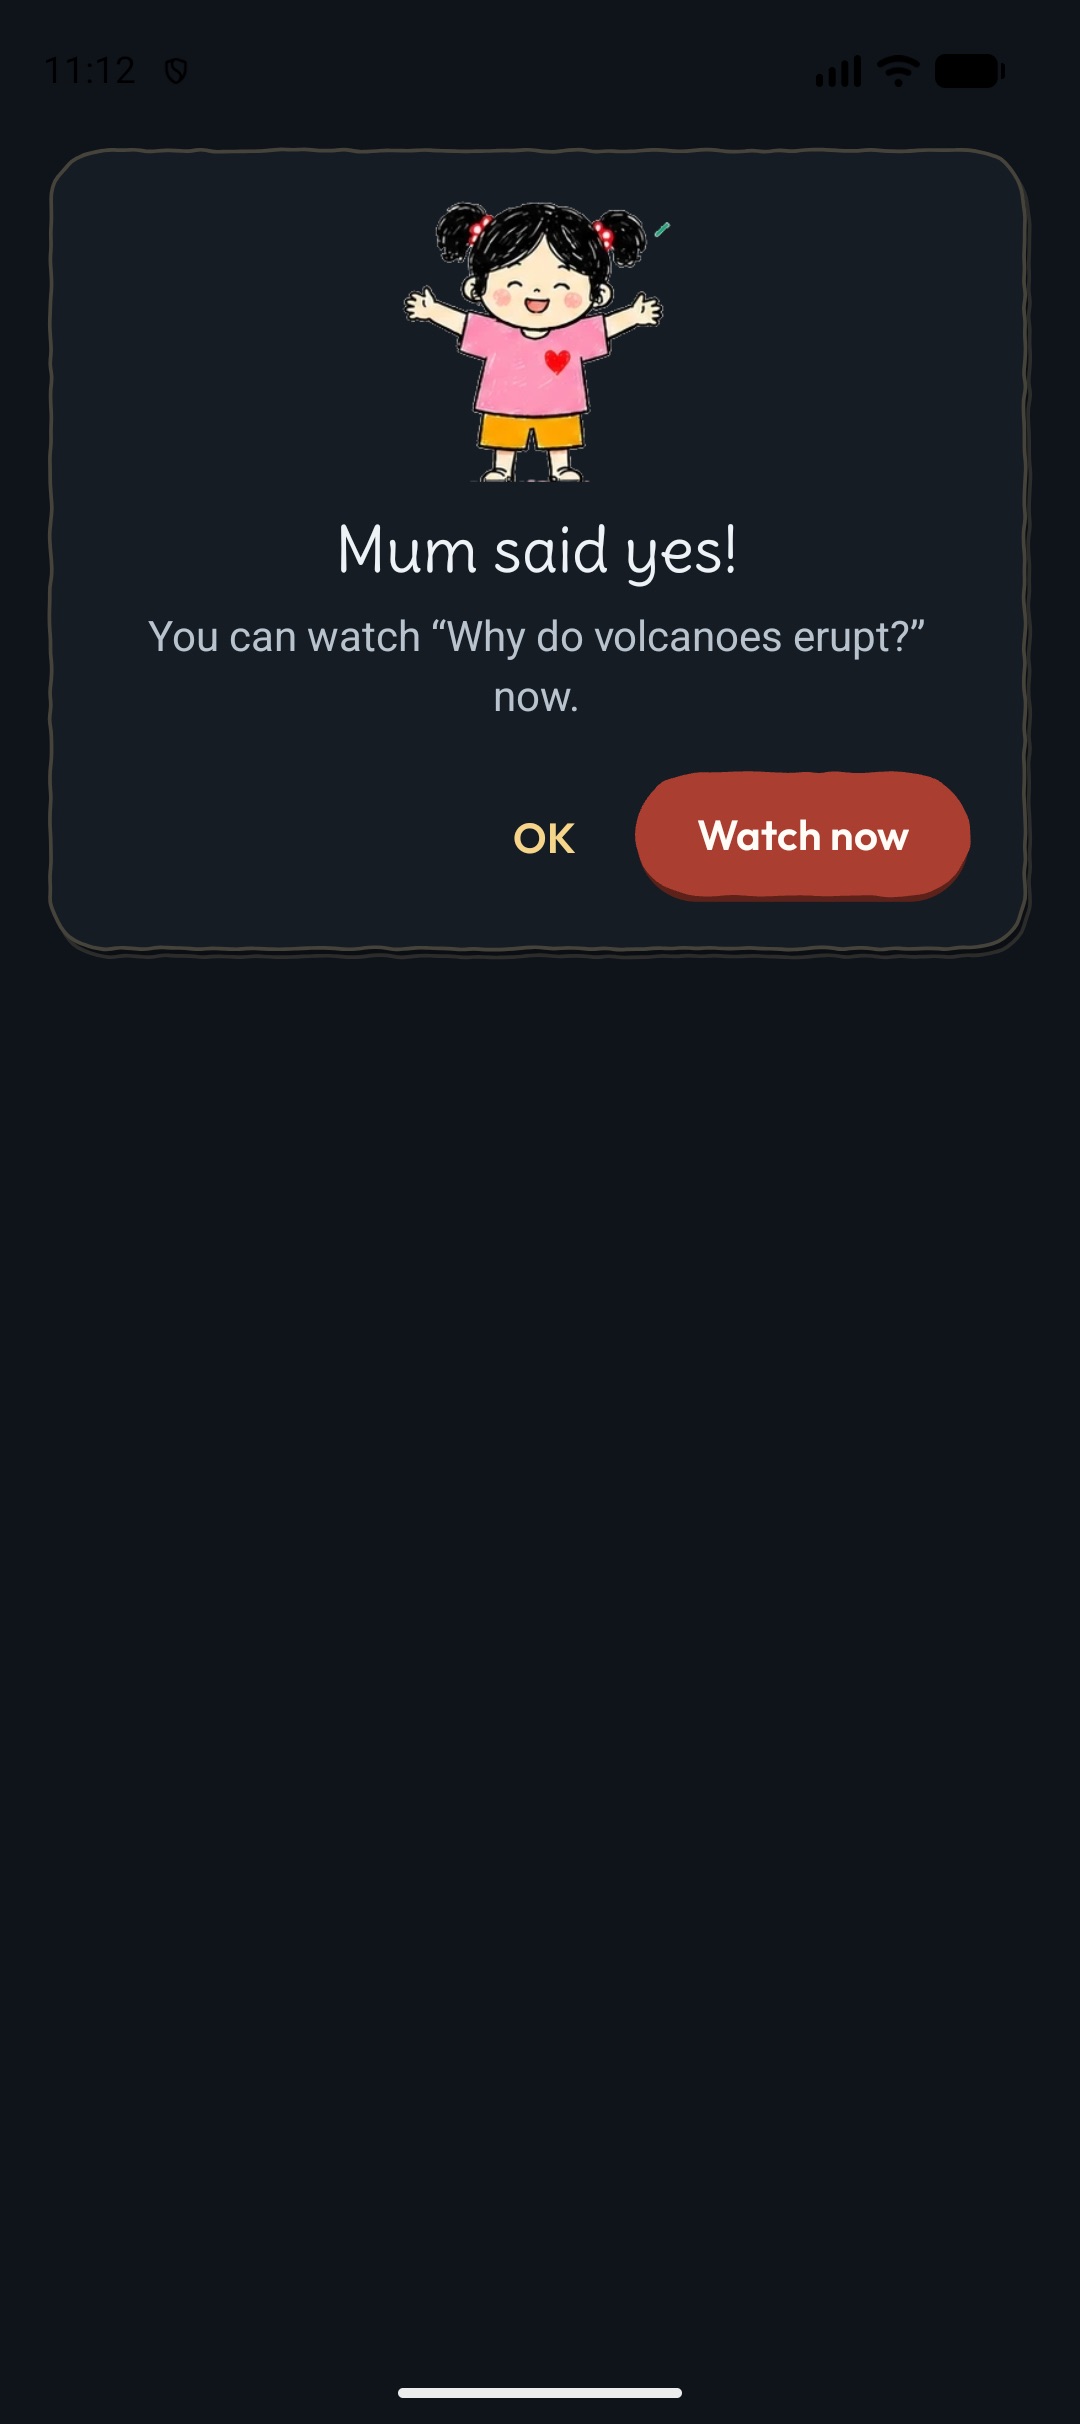 11:12
Mum said yes!
You can watch “Why do volcanoes erupt?”
now.
OK
Watch now